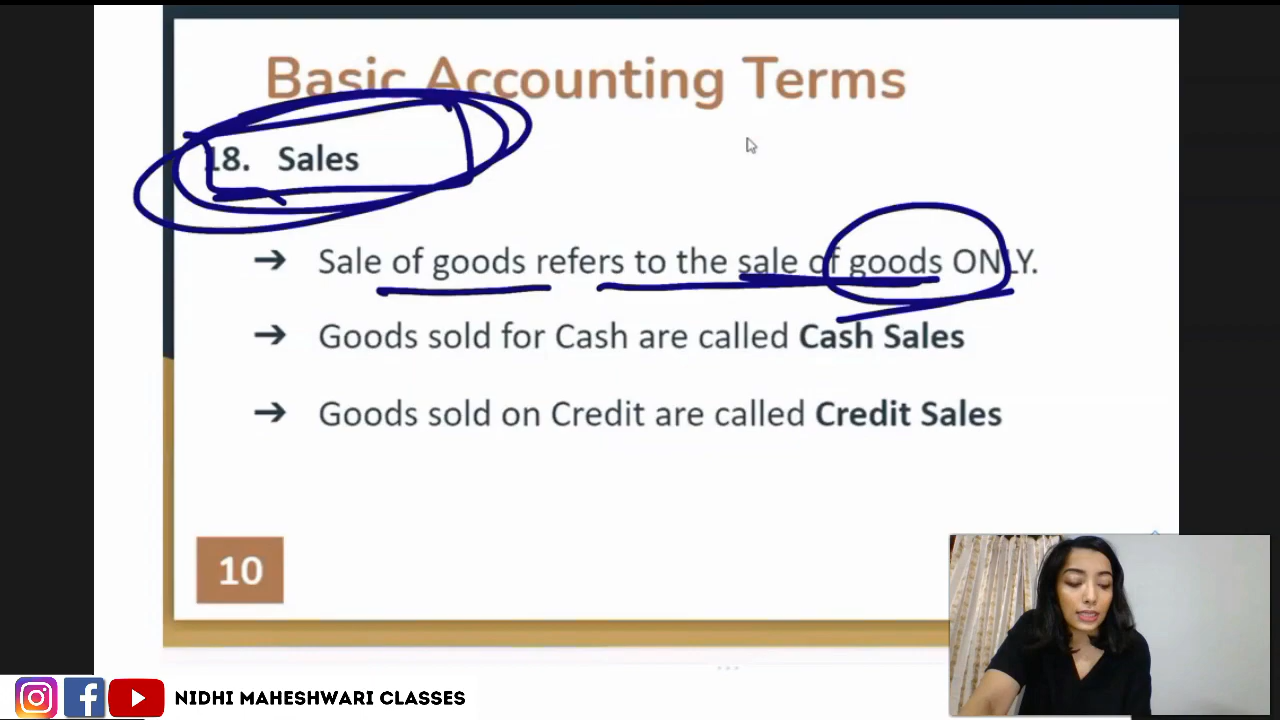 Basic Accounting Terms
18. Sales
➔ Sale of goods refers to the sale of goods ONLY.
➔ Goods sold for Cash are called Cash Sales
➔ Goods sold on Credit are called Credit Sales
10
NIDHI MAHESHWARI CLASSES